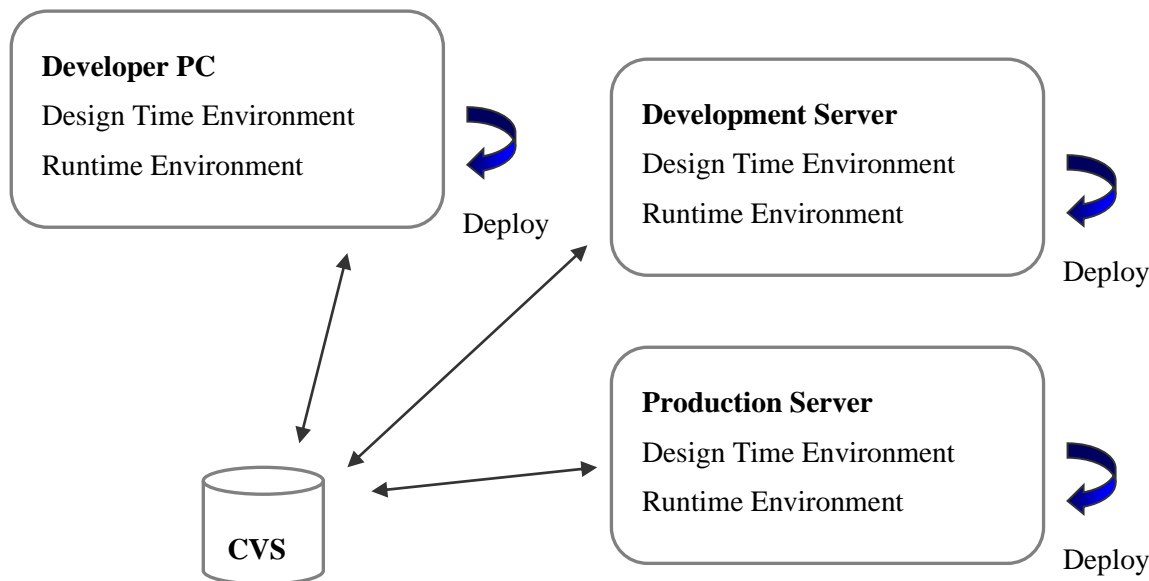 Developer PC
Design Time Environment
Runtime Environment
Deploy
Development Server
Design Time Environment
Runtime Environment
Deploy
Production Server
Design Time Environment
Runtime Environment
Deploy
CVS